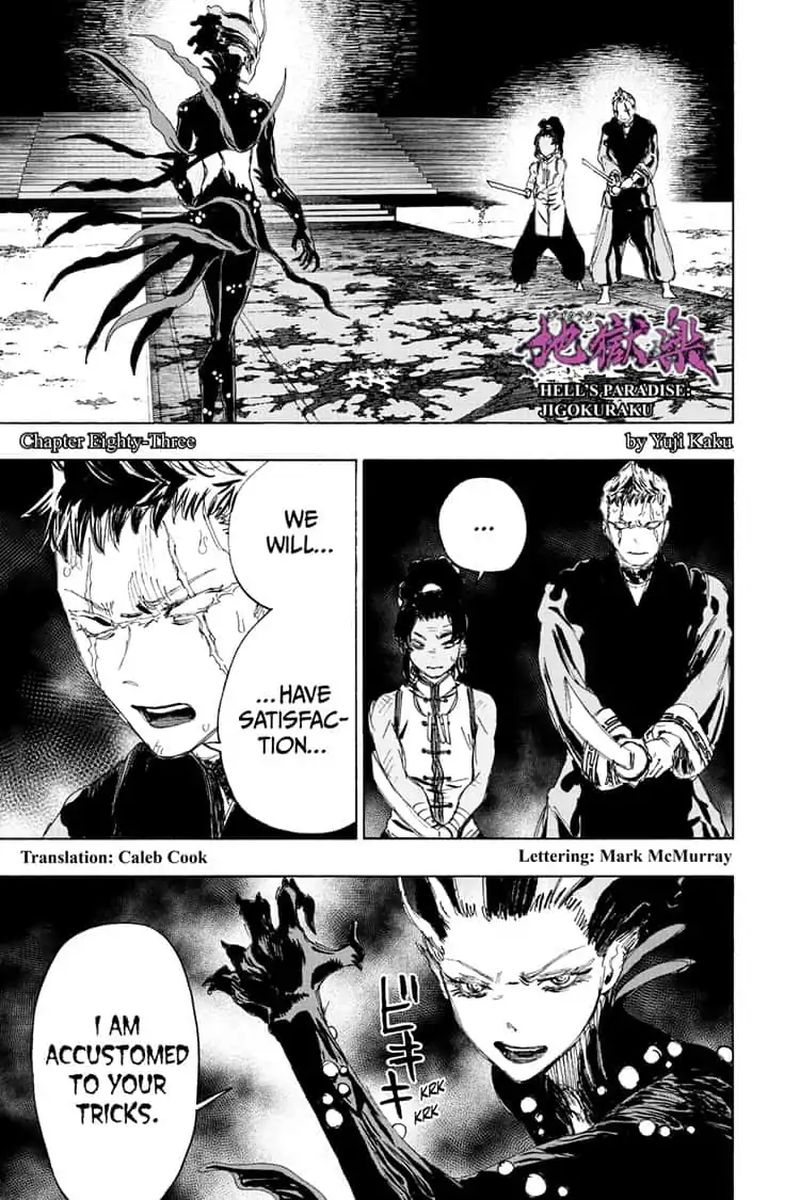 地獄楽
HELL'S PARADISE:
JIGOKURAKU
Chapter Eighty-Three
by Yuji Kaku
...
WE
WILL...
...HAVE
SATISFAC-
TION...
Translation: Caleb Cook
Lettering: Mark McMurray
I AM
ACCUSTOMED
TO YOUR
TRICKS.
ビキキ
KRK
KRK